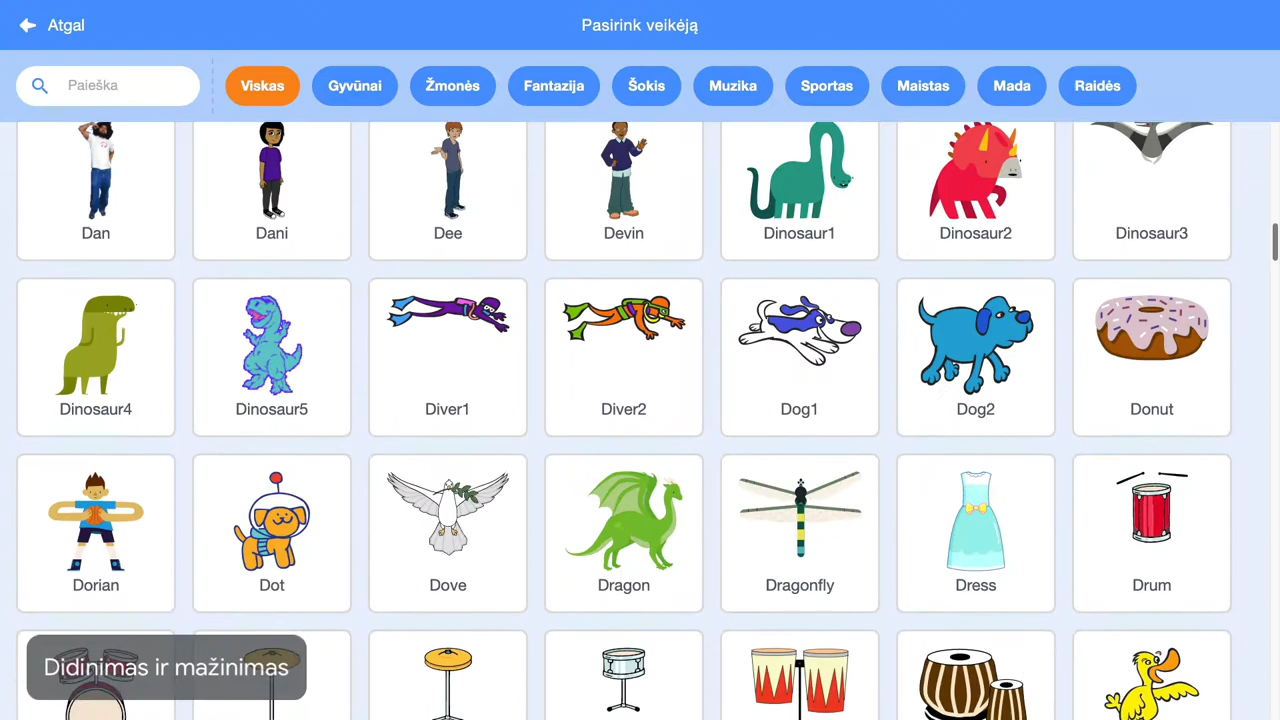 Atgal
Pasirink veikėją
Paieška
Viskas
Gyvūnai
Žmonės
Fantazija
Šokis
Muzika
Sportas
Maistas
Mada
Raidės
Dan
Dani
Dee
Devin
Dinosaur1
Dinosaur2
Dinosaur3
Dinosaur4
Dinosaur5
Diver1
Diver2
Dog1
Dog2
Donut
Dorian
Dot
Dove
Dragon
Dragonfly
Dress
Drum
Didinimas ir mažinimas